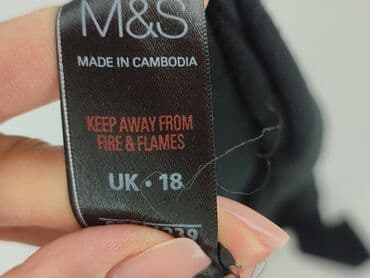 M&S
MADE IN CAMBODIA
KEEP AWAY FROM
FIRE & FLAMES
UK • 18